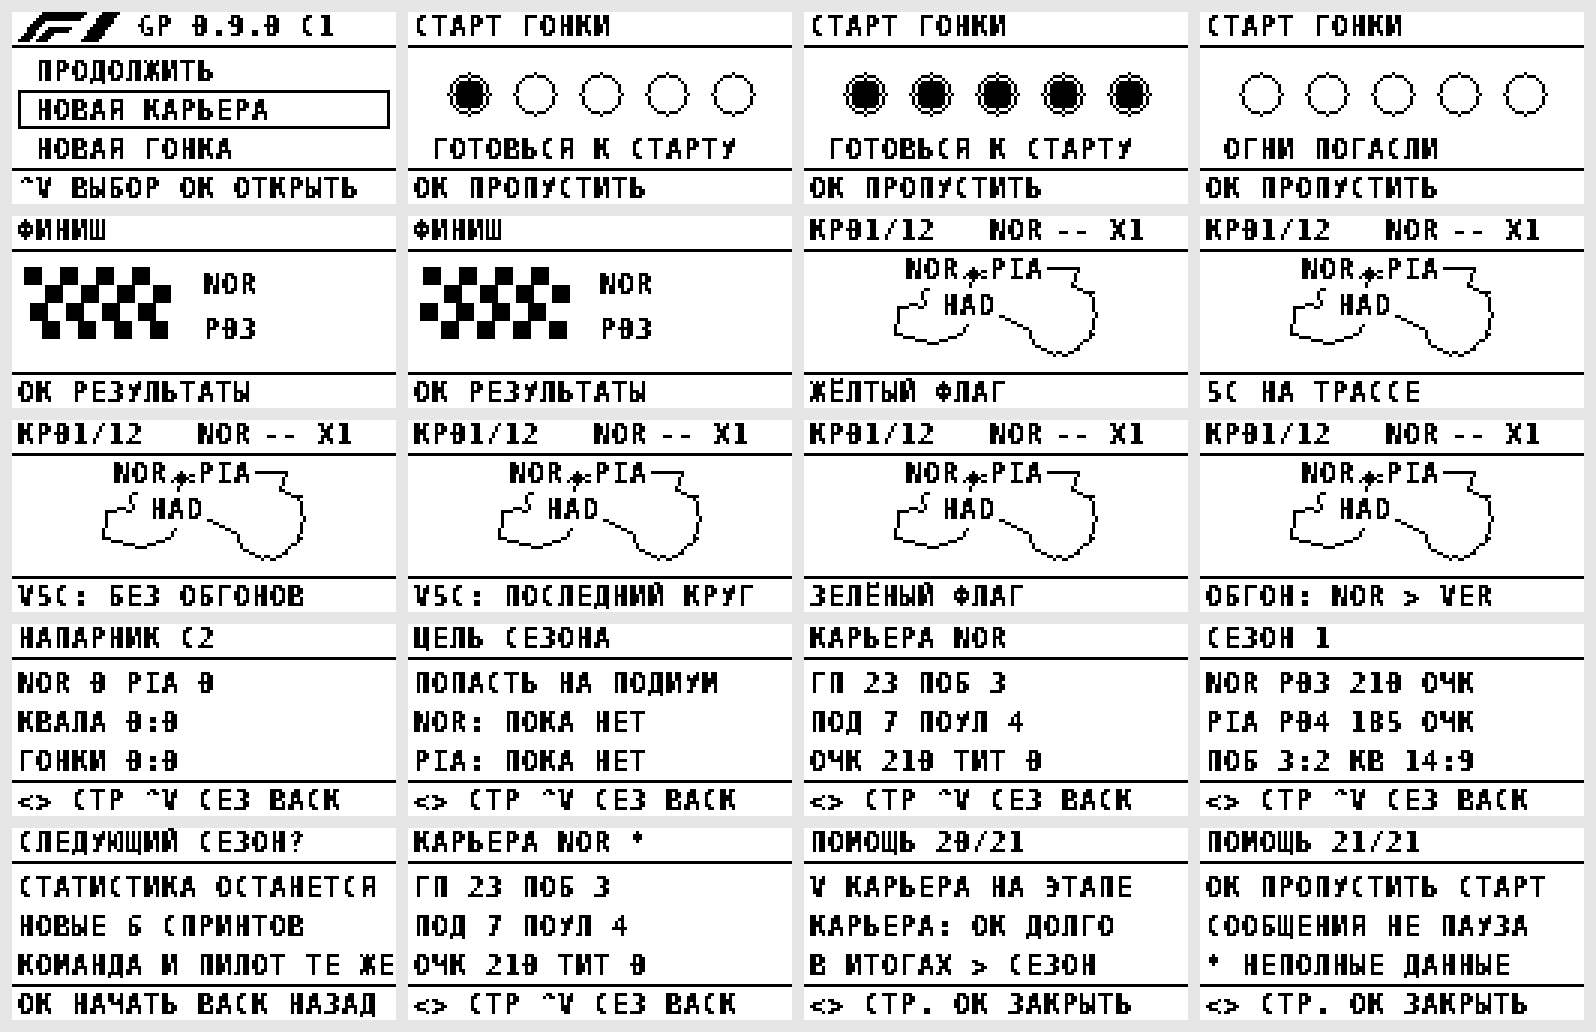 F1 GP 0.9.0 C1
ПРОДОЛЖИТЬ
НОВАЯ КАРЬЕРА
НОВАЯ ГОНКА
^V ВЫБОР ОК ОТКРЫТЬ
СТАРТ ГОНКИ
ГОТОВЬСЯ К СТАРТУ
ОК ПРОПУСТИТЬ
СТАРТ ГОНКИ
ГОТОВЬСЯ К СТАРТУ
ОК ПРОПУСТИТЬ
СТАРТ ГОНКИ
ОГНИ ПОГАСЛИ
ОК ПРОПУСТИТЬ
ФИНИШ
NOR
P03
ОК РЕЗУЛЬТАТЫ
ФИНИШ
NOR
P03
ОК РЕЗУЛЬТАТЫ
КР01/12 NOR -- X1
NOR PIA
HAD
ЖЁЛТЫЙ ФЛАГ
КР01/12 NOR -- X1
NOR PIA
HAD
SC НА ТРАССЕ
КР01/12 NOR -- X1
NOR PIA
HAD
VSC: БЕЗ ОБГОНОВ
КР01/12 NOR -- X1
NOR PIA
HAD
VSC: ПОСЛЕДНИЙ КРУГ
КР01/12 NOR -- X1
NOR PIA
HAD
ЗЕЛЁНЫЙ ФЛАГ
КР01/12 NOR -- X1
NOR PIA
HAD
ОБГОН: NOR > VER
НАПАРНИК С2
NOR 0 PIA 0
КВАЛА 0:0
ГОНКИ 0:0
<> СТР ^V СЕЗ BACK
ЦЕЛЬ СЕЗОНА
ПОПАСТЬ НА ПОДИУМ
NOR: ПОКА НЕТ
PIA: ПОКА НЕТ
<> СТР ^V СЕЗ BACK
КАРЬЕРА NOR
ГП 23 ПОБ 3
ПОД 7 ПОУЛ 4
ОЧК 210 ТИТ 0
<> СТР ^V СЕЗ BACK
СЕЗОН 1
NOR P03 210 ОЧК
PIA P04 185 ОЧК
ПОБ 3:2 КВ 14:9
<> СТР ^V СЕЗ BACK
СЛЕДУЮЩИЙ СЕЗОН?
СТАТИСТИКА ОСТАНЕТСЯ
НОВЫЕ 6 СПРИНТОВ
КОМАНДА И ПИЛОТ ТЕ ЖЕ
ОК НАЧАТЬ BACK НАЗАД
КАРЬЕРА NOR *
ГП 23 ПОБ 3
ПОД 7 ПОУЛ 4
ОЧК 210 ТИТ 0
<> СТР ^V СЕЗ BACK
ПОМОЩЬ 20/21
V КАРЬЕРА НА ЭТАПЕ
КАРЬЕРА: ОК ДОЛГО
В ИТОГАХ > СЕЗОН
<> СТР. ОК ЗАКРЫТЬ
ПОМОЩЬ 21/21
ОК ПРОПУСТИТЬ СТАРТ
СООБЩЕНИЯ НЕ ПАУЗА
* НЕПОЛНЫЕ ДАННЫЕ
<> СТР. ОК ЗАКРЫТЬ